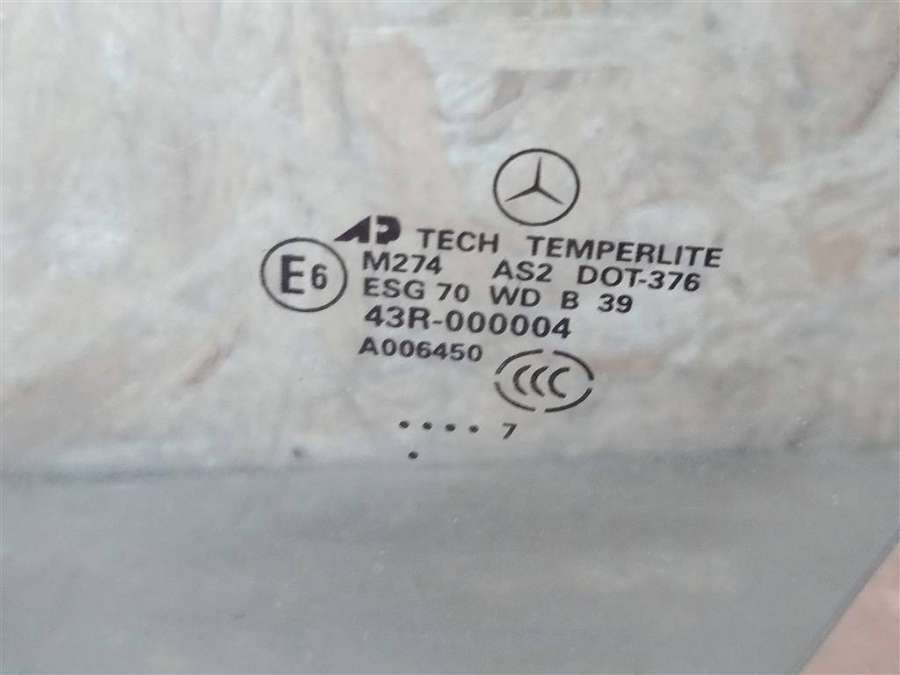 AP TECH TEMPERLITE
E6
M274 AS2 DOT-376
ESG 70 WD B 39
43R-000004
A006450
CCC
.... 7
.